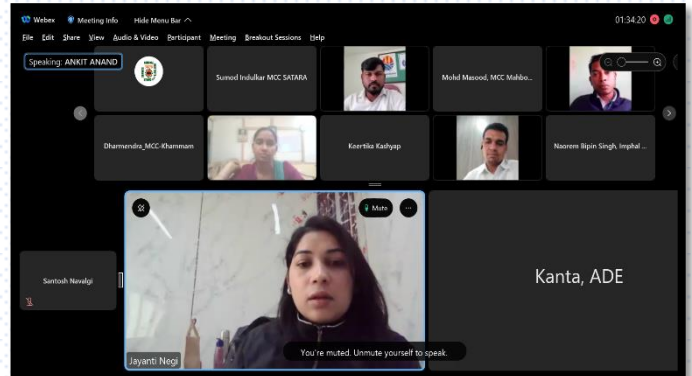 Webex Meeting Info Hide Menu Bar 01:34:20
File Edit Share View Audio & Video Participant Meeting Breakout Sessions Help
Speaking: ANKIT ANAND
Sumod Indulkar MCC SATARA
Mohd Masood, MCC Mahbo...
Dharmendra_MCC-Khammam
Keertika Kashyap
Naorem Bipin Singh, Imphal ...
Mute
Santosh Navalgi
Kanta, ADE
You're muted. Unmute yourself to speak.
Jayanti Negi